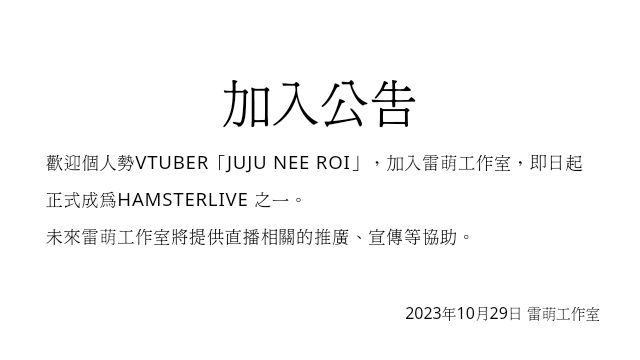 加入公告
歡迎個人勢VTUBER「JUJU NEE ROI」，加入雷萌工作室，即日起
正式成爲HAMSTERLIVE 之一。
未來雷萌工作室將提供直播相關的推廣、宣傳等協助。
2023年10月29日 雷萌工作室